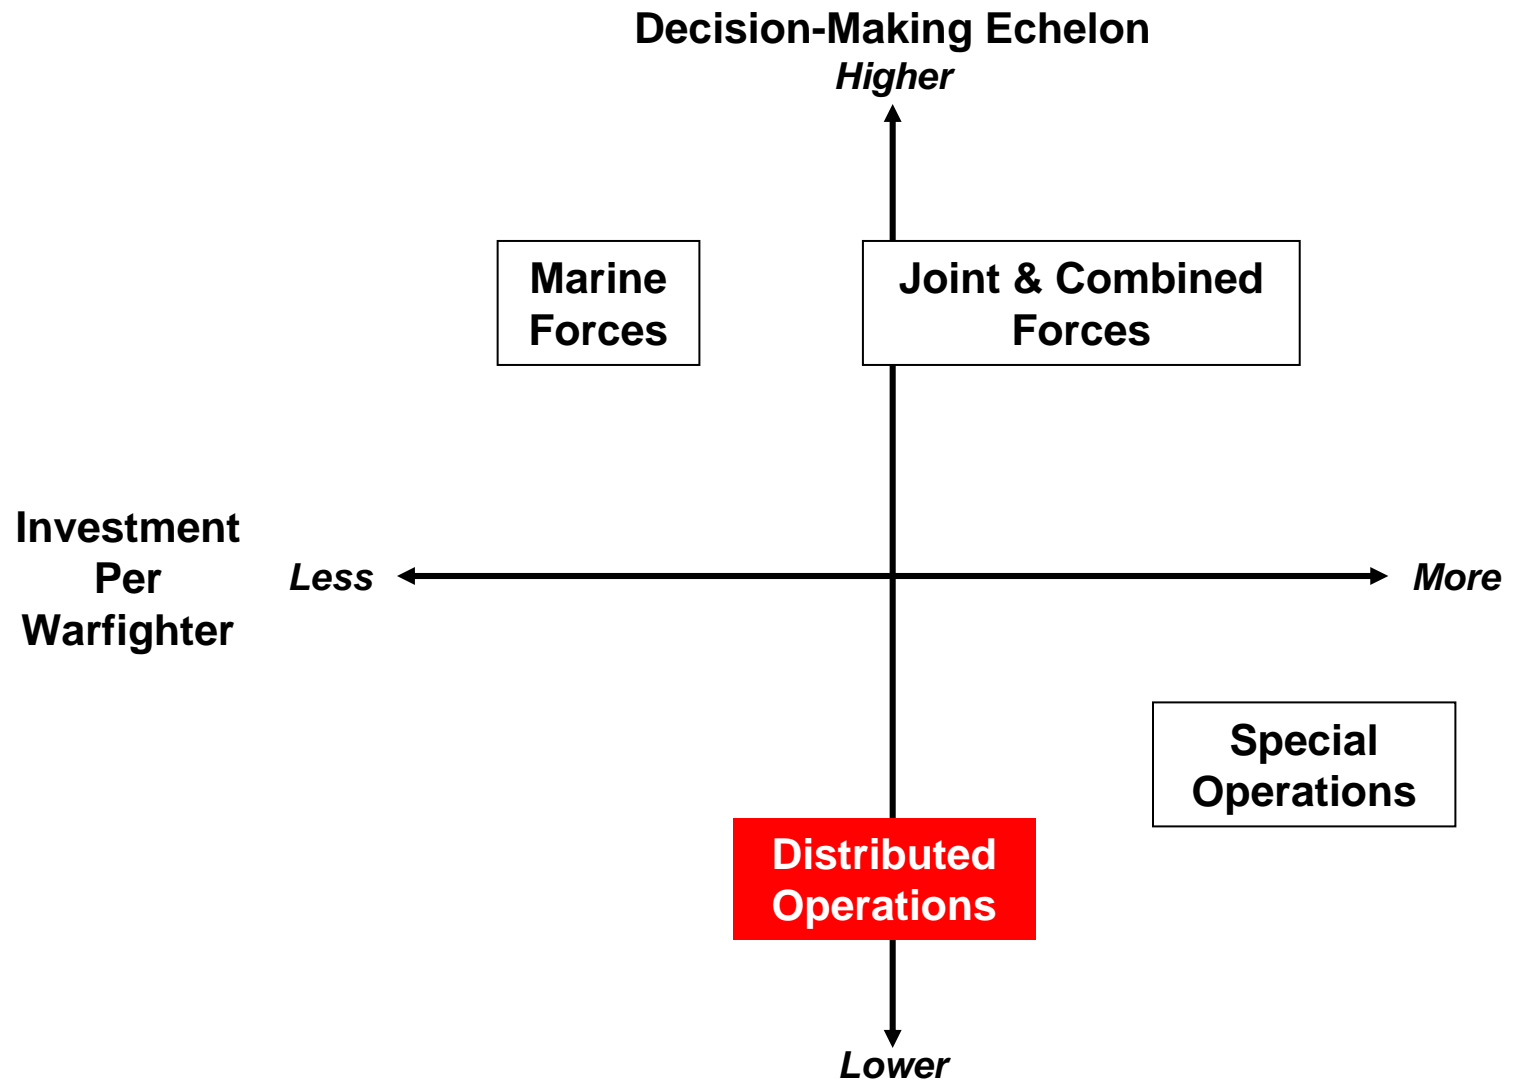 Decision-Making Echelon
Higher
Marine
Forces
Joint & Combined
Forces
Investment
Per
Warfighter
Less
More
Special
Operations
Distributed
Operations
Lower